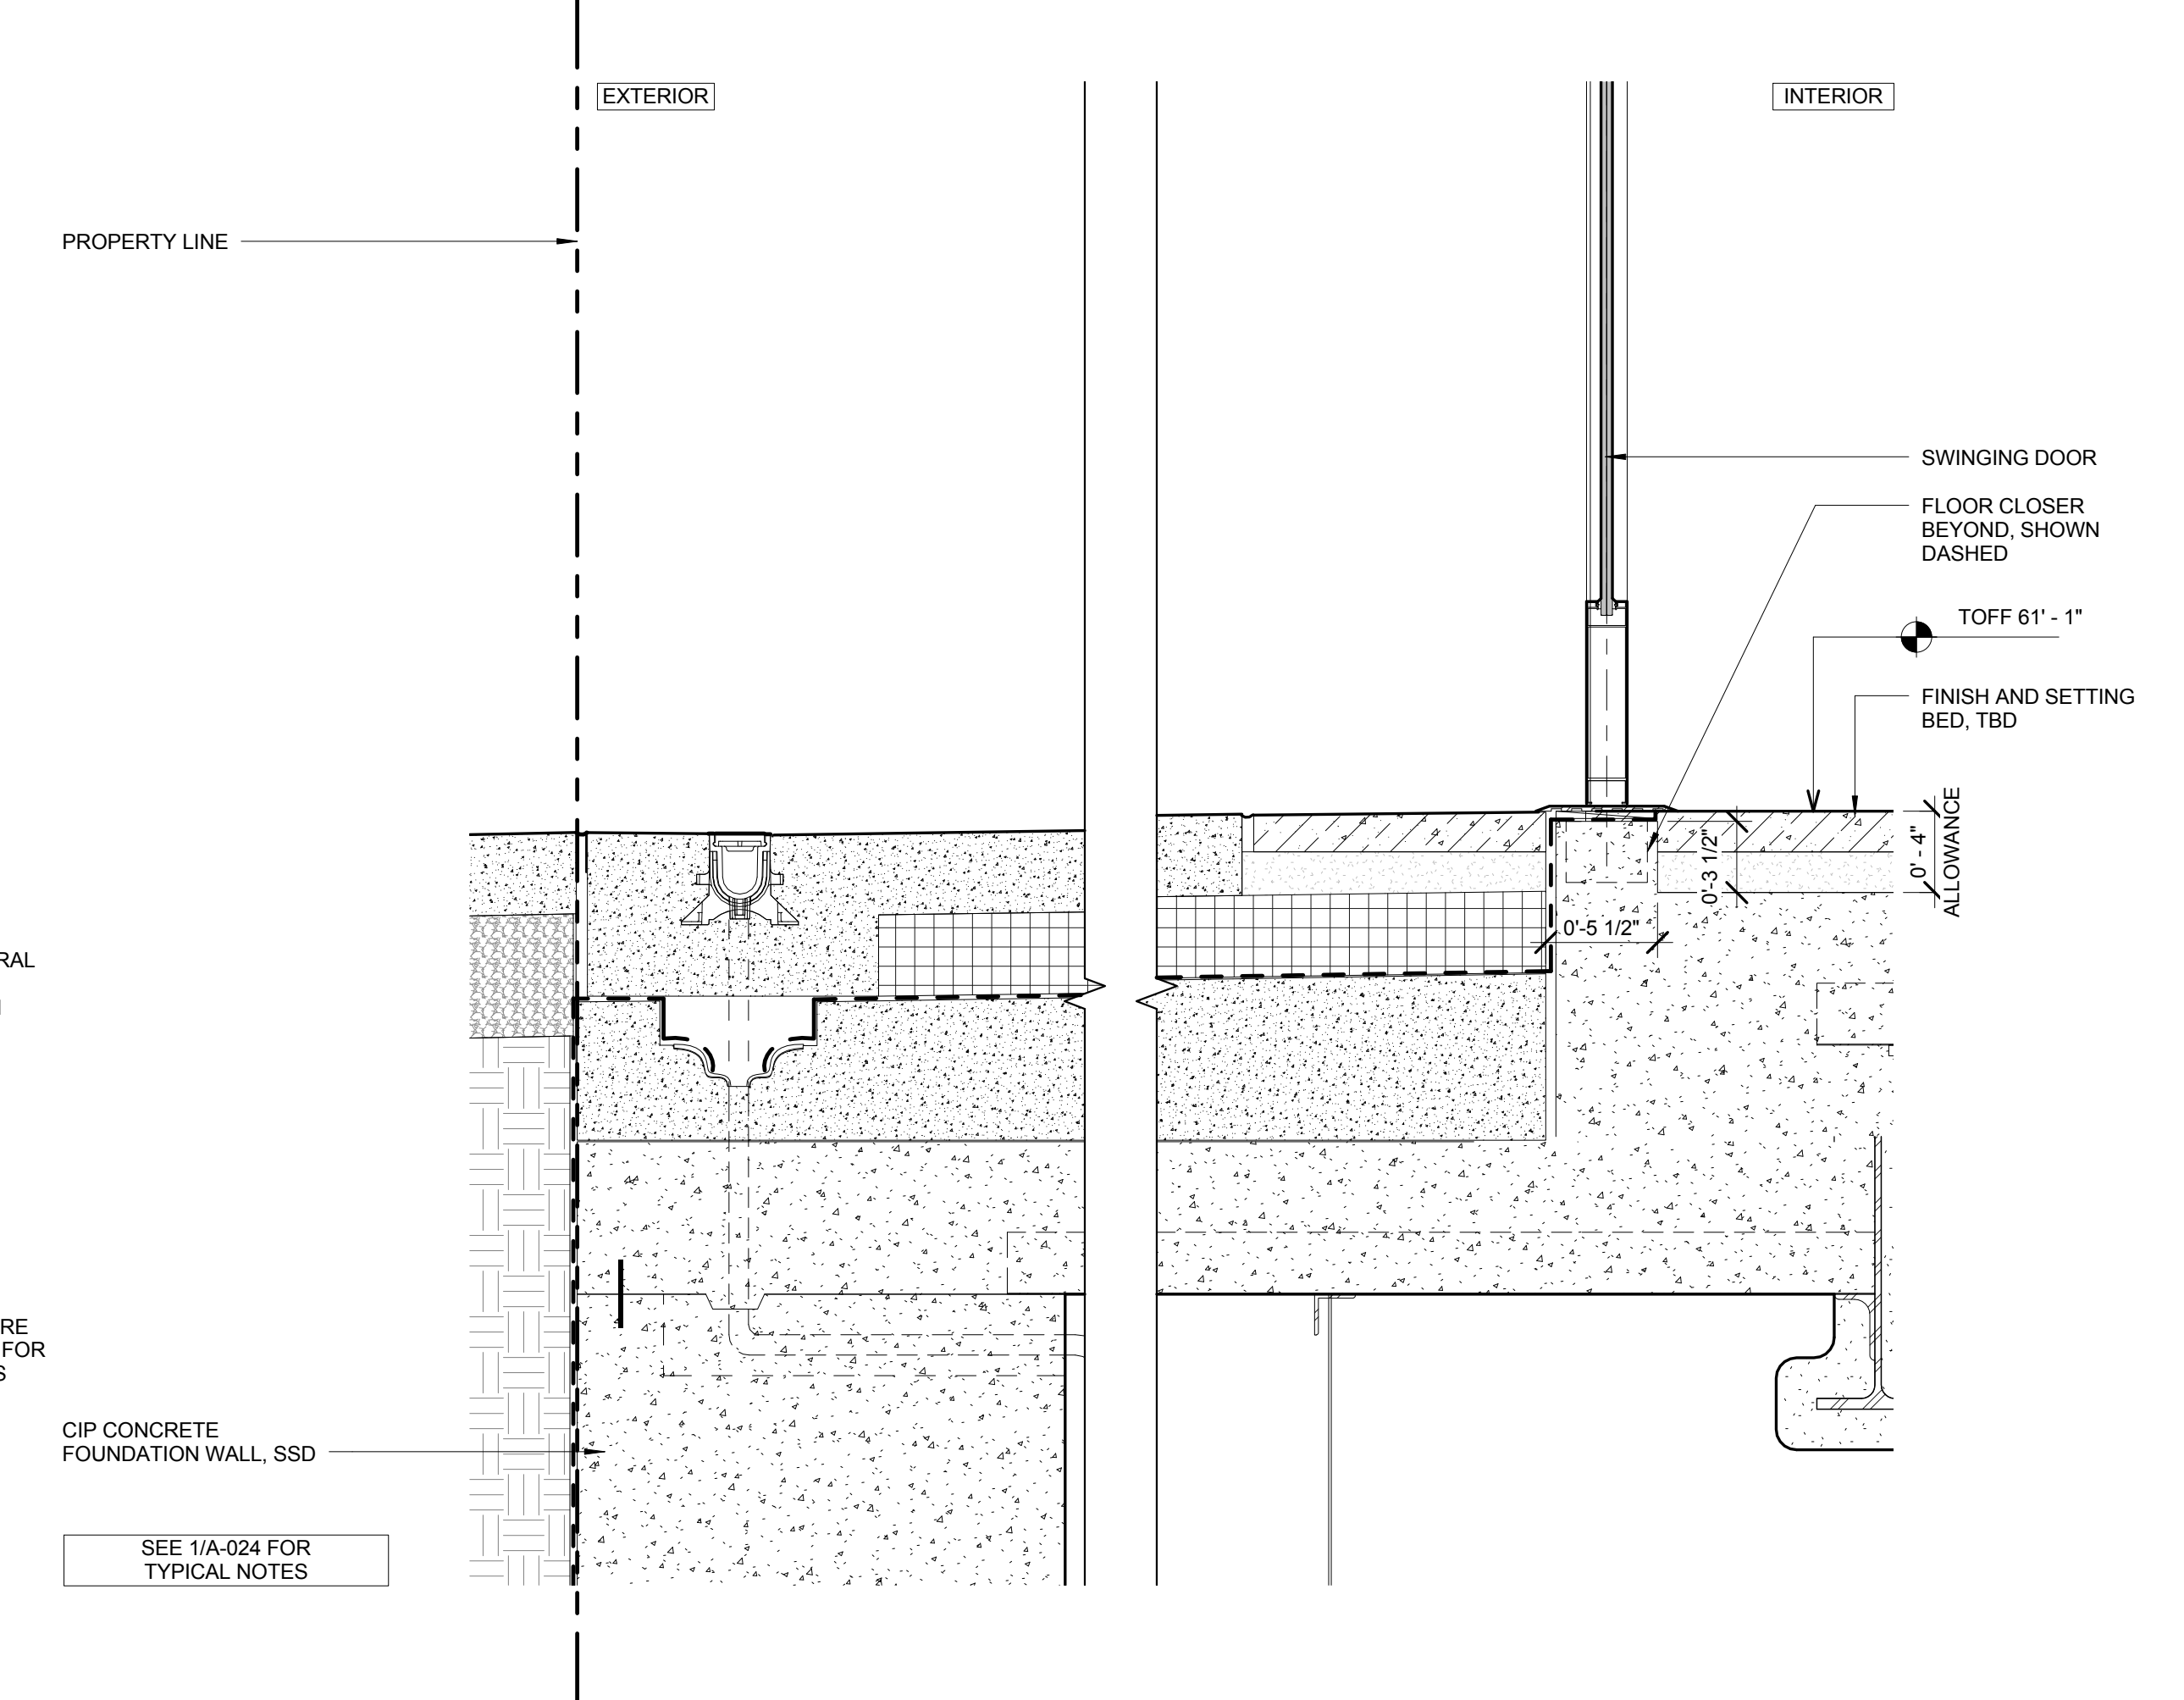 EXTERIOR
INTERIOR
PROPERTY LINE
SWINGING DOOR
FLOOR CLOSER
BEYOND, SHOWN
DASHED
TOFF 61' - 1"
FINISH AND SETTING
BED, TBD
0'-3 1/2"
0' - 4"
ALLOWANCE
0'-5 1/2"
RAL
RE
FOR
CIP CONCRETE
FOUNDATION WALL, SSD
SEE 1/A-024 FOR
TYPICAL NOTES